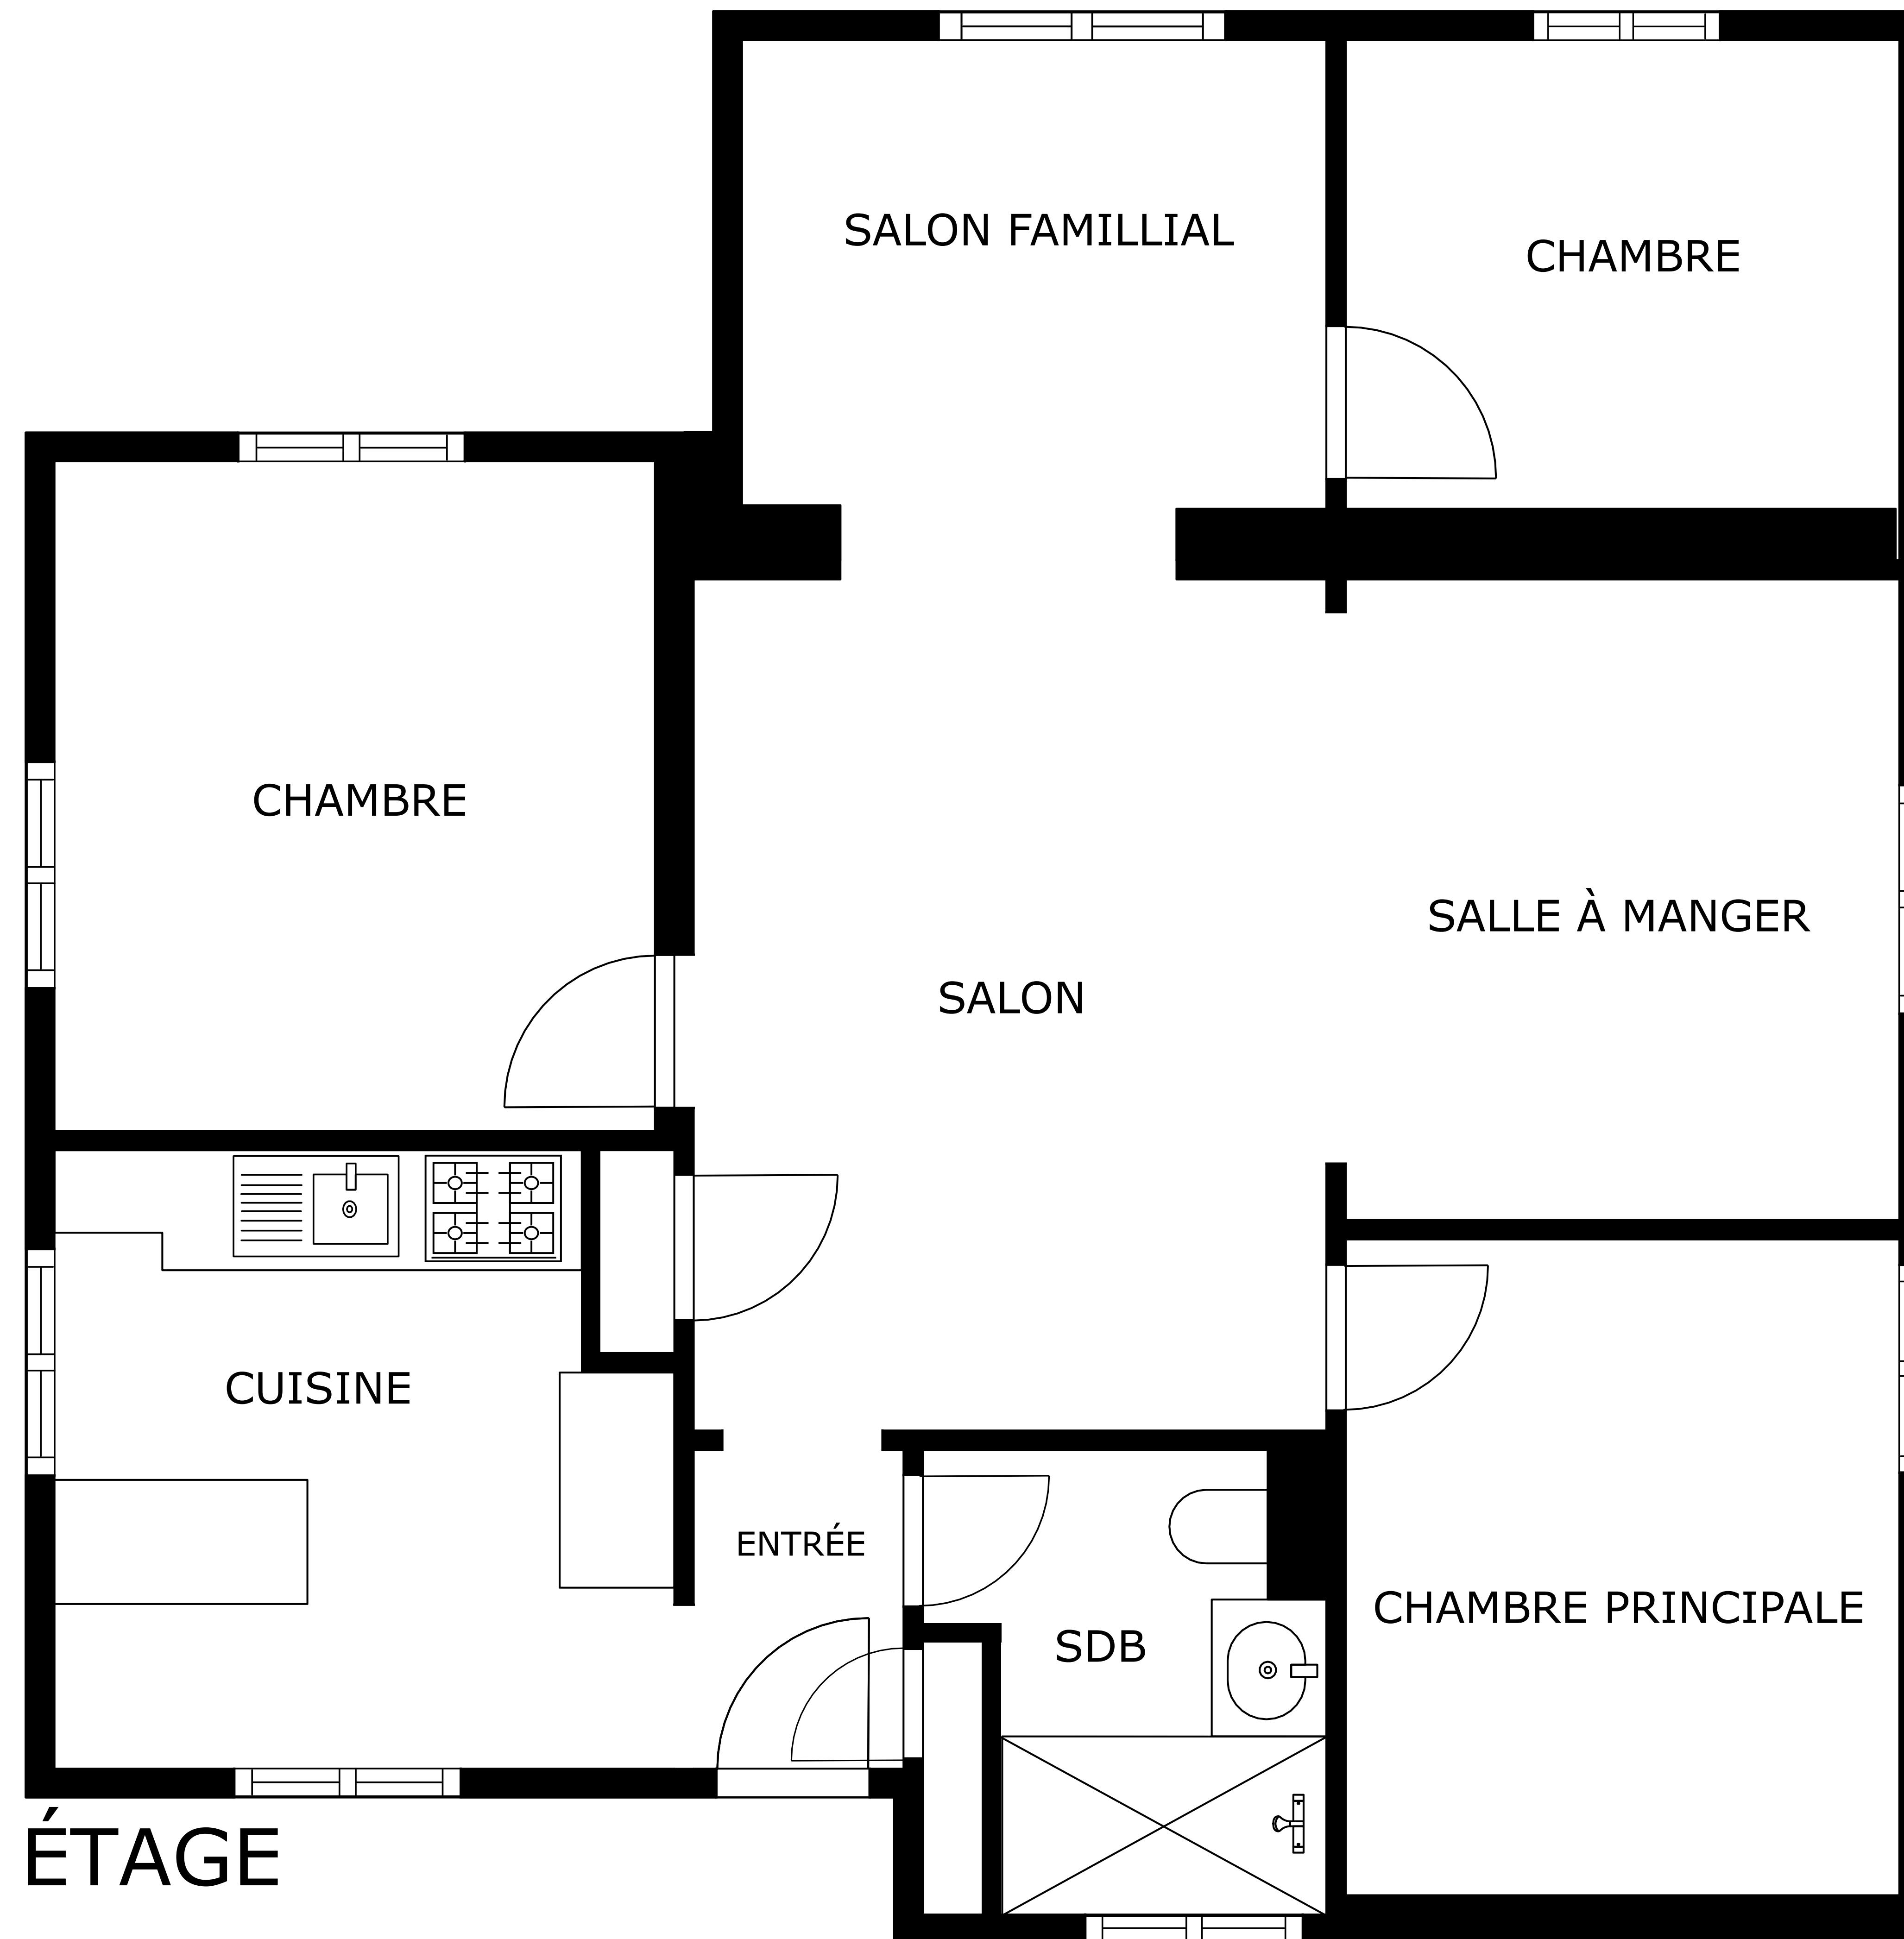 SALON FAMILLIAL
CHAMBRE
CHAMBRE
SALLE À MANGER
SALON
CUISINE
ENTRÉE
CHAMBRE PRINCIPALE
SDB
ÉTAGE